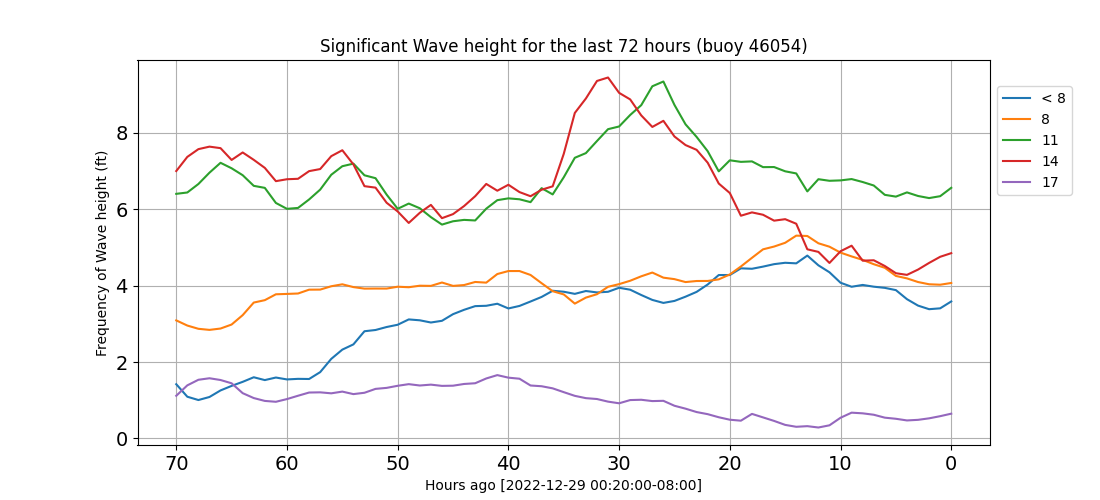 Significant Wave height for the last 72 hours (buoy 46054)
Frequency of Wave height (ft)
8
6
4
2
0
70 60 50 40 30 20 10 0
Hours ago [2022-12-29 00:20:00-08:00]
< 8
8
11
14
17